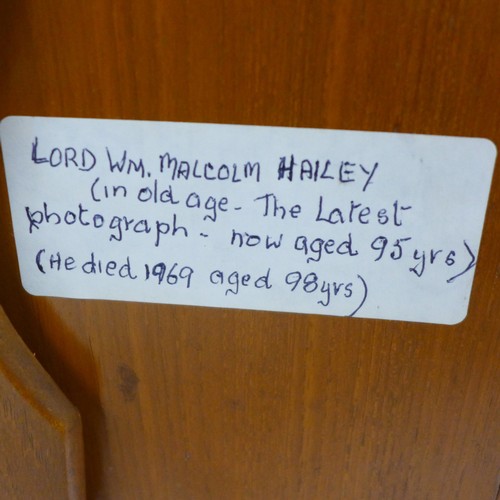 LORD WM. MALCOLM HAILEY
(in old age - The Latest
photograph - now aged 95yrs)
(He died 1969 aged 98yrs)